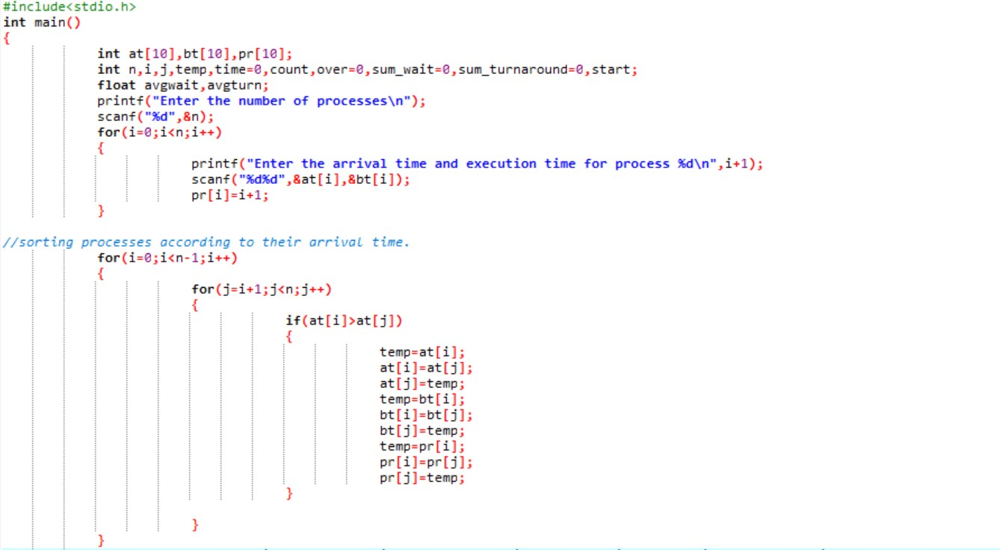 #include<stdio.h>
int main()
{
int at[10],bt[10],pr[10];
int n,i,j,temp,time=0,count,over=0,sum_wait=0,sum_turnaround=0,start;
float avgwait,avgturn;
printf("Enter the number of processes\n");
scanf("%d",&n);
for(i=0;i<n;i++)
{
printf("Enter the arrival time and execution time for process %d\n",i+1);
scanf("%d%d",&at[i],&bt[i]);
pr[i]=i+1;
}
//sorting processes according to their arrival time.
for(i=0;i<n-1;i++)
{
for(j=i+1;j<n;j++)
{
if(at[i]>at[j])
{
temp=at[i];
at[i]=at[j];
at[j]=temp;
temp=bt[i];
bt[i]=bt[j];
bt[j]=temp;
temp=pr[i];
pr[i]=pr[j];
pr[j]=temp;
}
}
}